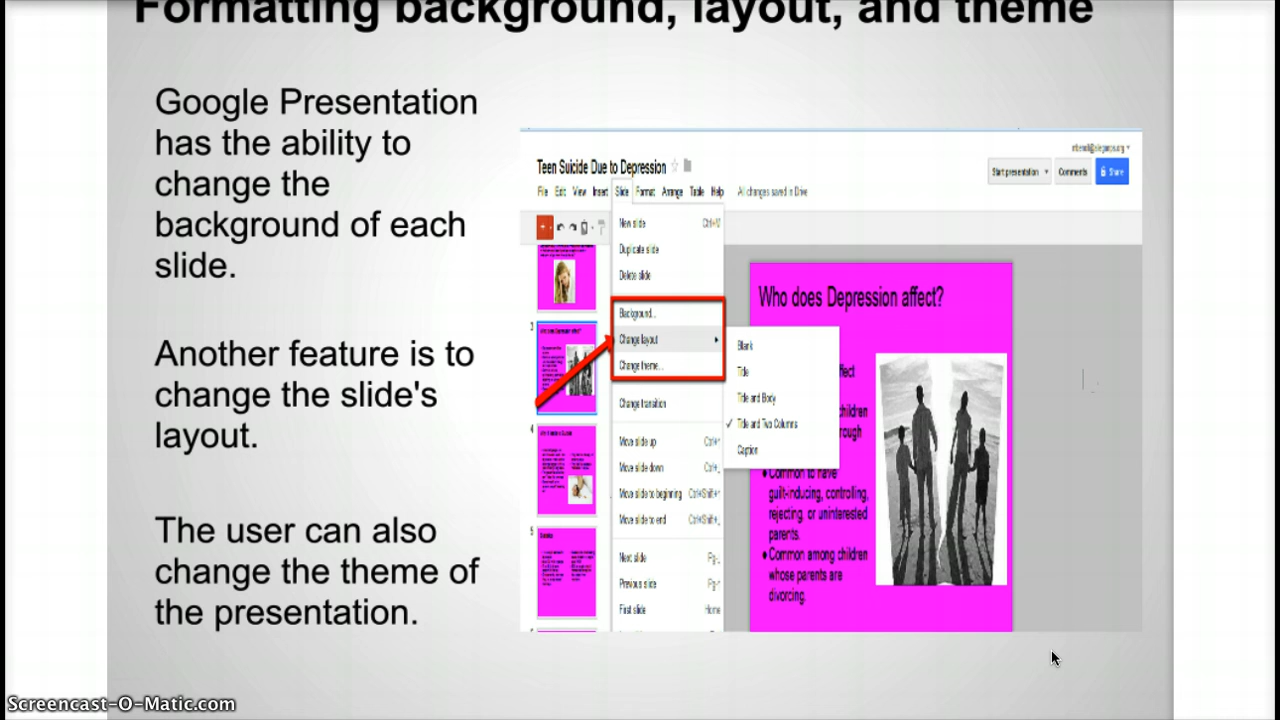 Formatting background, layout, and theme
Google Presentation
has the ability to
change the
background of each
slide.
Another feature is to
change the slide's
layout.
The user can also
change the theme of
the presentation.
Teen Suicide Due to Depression
Start presentation
Comments
Share
File Edit View Insert Slide Format Arrange Table Help All changes saved in Drive
New slide Ctrl+M
Duplicate slide
Delete slide
Background...
Change layout
Change theme...
Change transition
Move slide up
Move slide down
Move slide to beginning
Move slide to end
Next slide
Previous slide
First slide Home
Blank
Title
Title and Body
✓ Title and Two Columns
Caption
3
4
5
Who does Depression affect?
●Common to have
guilt-inducing, controlling,
rejecting, or uninterested
parents.
●Common among children
whose parents are
divorcing.
Screencast-O-Matic.com